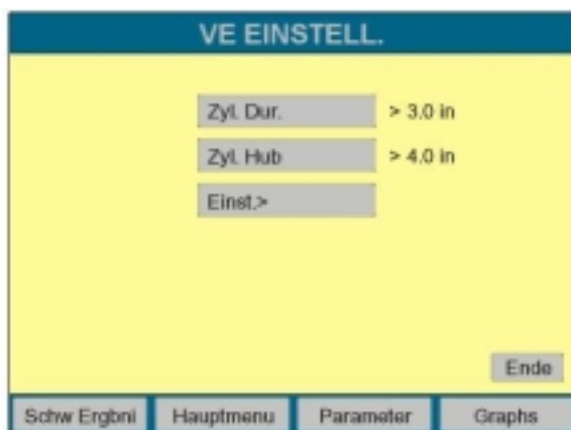 VE EINSTELL.
Zyl. Dur. > 3.0 in
Zyl. Hub > 4.0 in
Einst.>
Ende
Schw Ergbni Hauptmenu Parameter Graphs